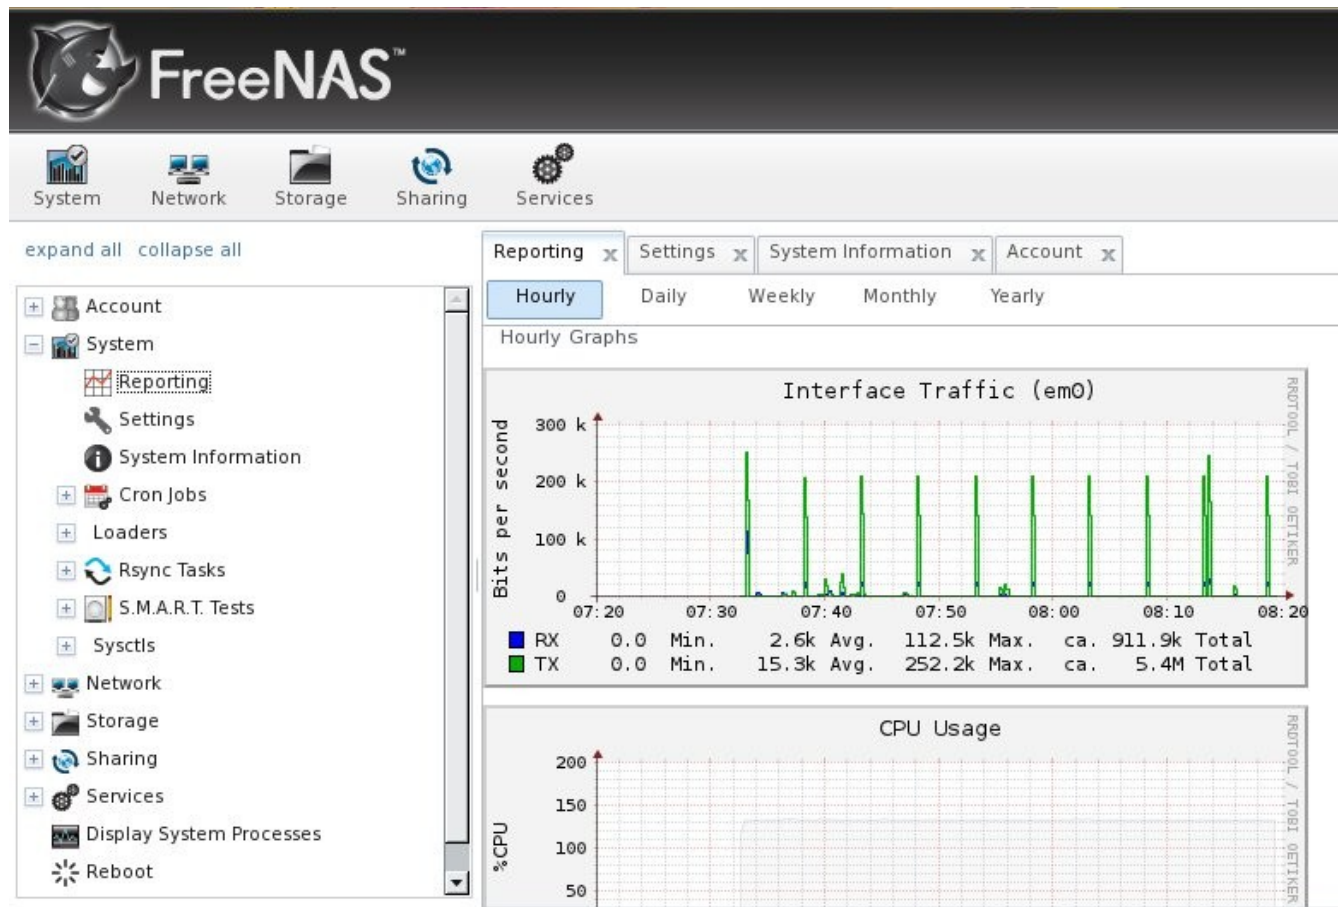 FreeNAS™
System Network Storage Sharing Services
expand all collapse all
Account
System
Reporting
Settings
System Information
Cron Jobs
Loaders
Rsync Tasks
S.M.A.R.T. Tests
Sysctls
Network
Storage
Sharing
Services
Display System Processes
Reboot
Reporting x Settings x System Information x Account x
Hourly Daily Weekly Monthly Yearly
Hourly Graphs
Interface Traffic (em0)
RRDTOOL / TOBI OETIKER
Bits per second
300 k
200 k
100 k
0
07:20 07:30 07:40 07:50 08:00 08:10 08:20
RX 0.0 Min. 2.6k Avg. 112.5k Max. ca. 911.9k Total
TX 0.0 Min. 15.3k Avg. 252.2k Max. ca. 5.4M Total
CPU Usage
RRDTOOL / TOBI OETIKER
%CPU
200
150
100
50